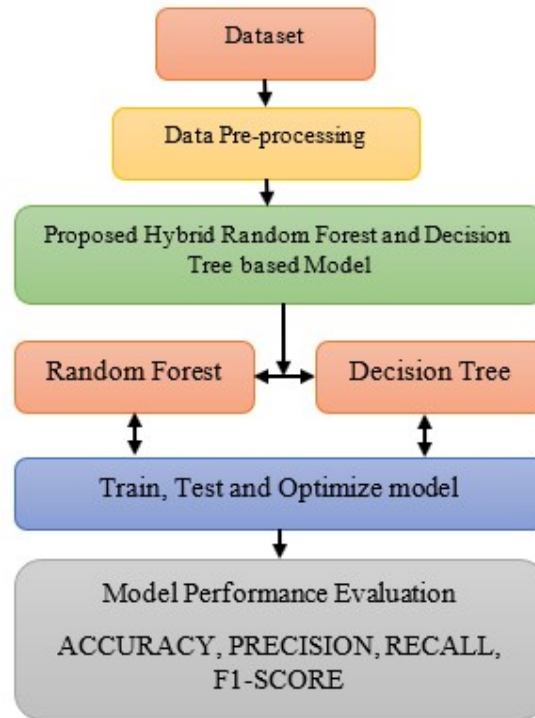 Dataset
Data Pre-processing
Proposed Hybrid Random Forest and Decision
Tree based Model
Random Forest
Decision Tree
Train, Test and Optimize model
Model Performance Evaluation
ACCURACY, PRECISION, RECALL,
F1-SCORE